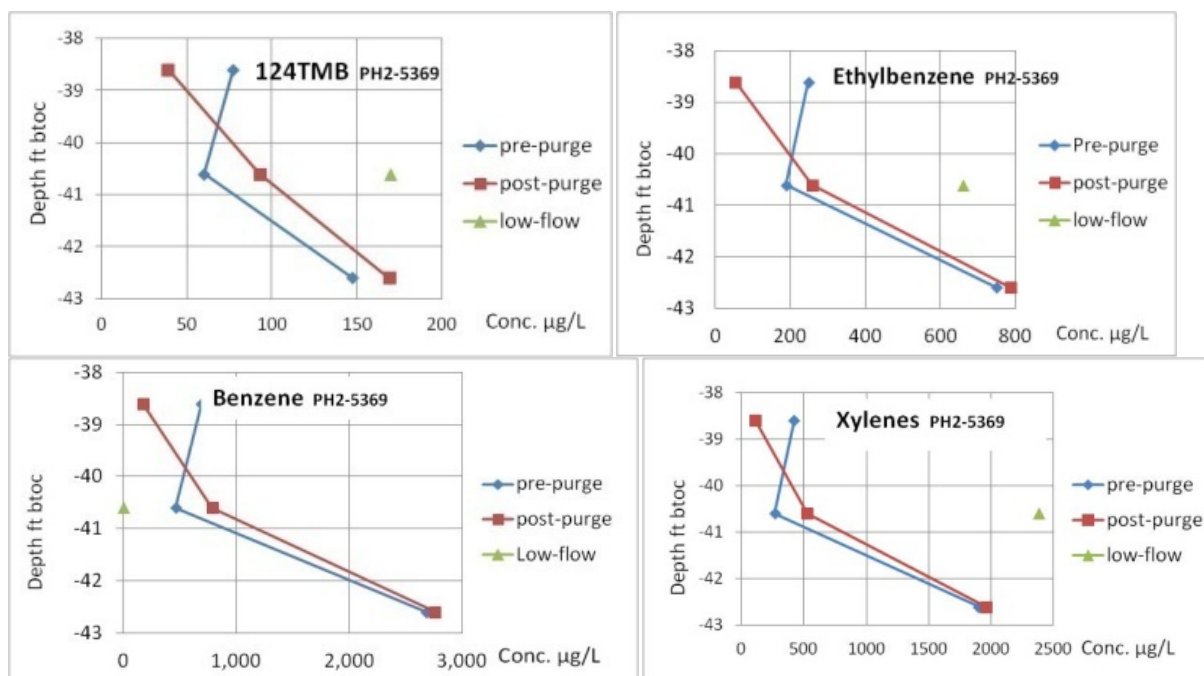 124TMB PH2-5369
-38
-39
-40
-41
-42
-43
Depth ft btoc
0 50 100 150 200 Conc. µg/L
pre-purge
post-purge
low-flow
Ethylbenzene PH2-5369
-38
-39
-40
-41
-42
-43
Depth ft btoc
0 200 400 600 800 Conc. µg/L
Pre-purge
post-purge
low-flow
Benzene PH2-5369
-38
-39
-40
-41
-42
-43
Depth ft btoc
0 1,000 2,000 3,000 Conc. µg/L
pre-purge
post-purge
Low-flow
Xylenes PH2-5369
-38
-39
-40
-41
-42
-43
Depth ft btoc
0 500 1000 1500 2000 2500 Conc. µg/L
pre-purge
post-purge
low-flow